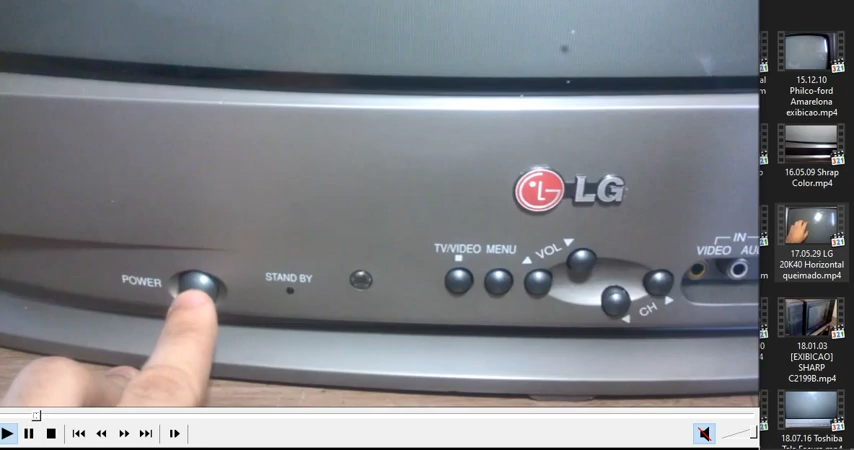 LG
TV/VIDEO MENU
VOL
POWER
STAND BY
CH
IN
VIDEO
15.12.10
Philco-ford
Amarelona
exibicao.mp4
16.05.09 Shrap
Color.mp4
17.05.29 LG
20K40 Horizontal
queimado.mp4
18.01.03
[EXIBICAO]
SHARP
C2199B.mp4
18.07.16 Toshiba